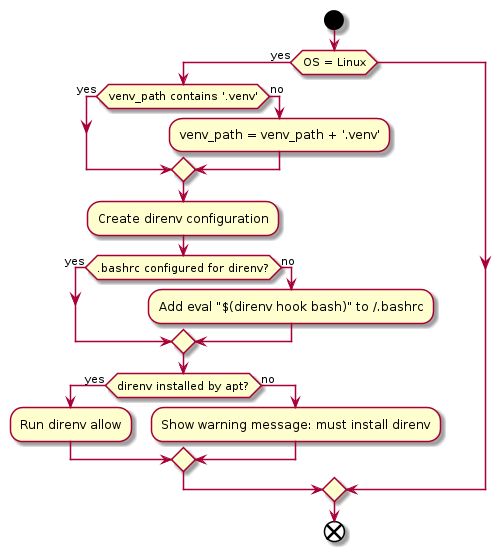 yes
OS = Linux
yes
venv_path contains '.venv'
no
venv_path = venv_path + '.venv'
Create direnv configuration
yes
.bashrc configured for direnv?
no
Add eval "$(direnv hook bash)" to /.bashrc
yes
direnv installed by apt?
no
Run direnv allow
Show warning message: must install direnv